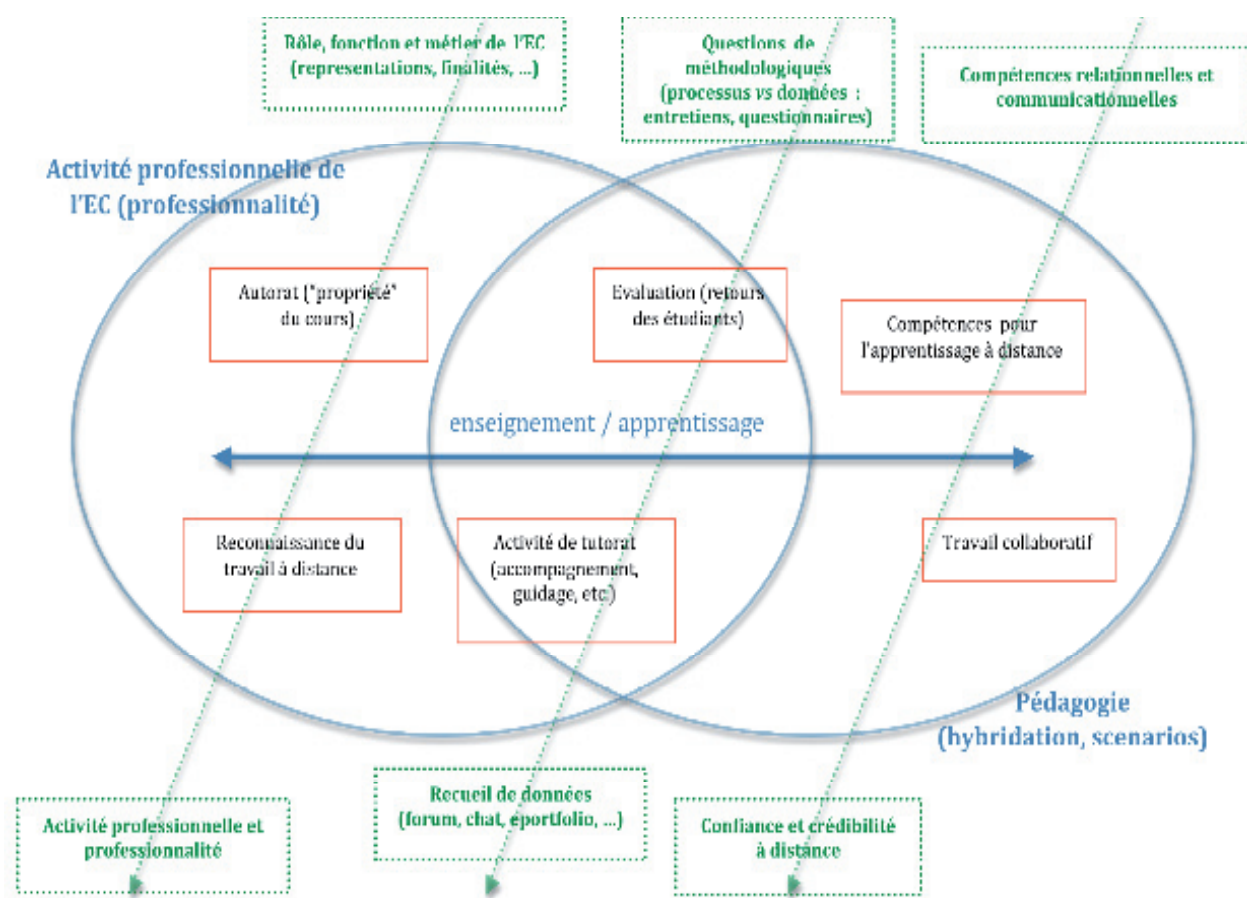 Rôle, fonction et métier de l'EC
(representations, finalités, ...)
Questions de
méthodologiques
(processus vs données :
entretiens, questionnaires)
Compétences relationnelles et
communicationnelles
Activité professionnelle de
l'EC (professionnalité)
Autorat ("propriété"
du cours)
Evaluation (retours
des étudiants)
Compétences pour
l'apprentissage à distance
enseignement / apprentissage
Reconnaissance du
travail à distance
Activité de tutorat
(accompagnement,
guidage, etc.)
Travail collaboratif
Pédagogie
(hybridation, scenarios)
Activité professionnelle et
professionnalité
Recueil de données
(forum, chat, eportfolio, ...)
Confiance et crédibilité
à distance